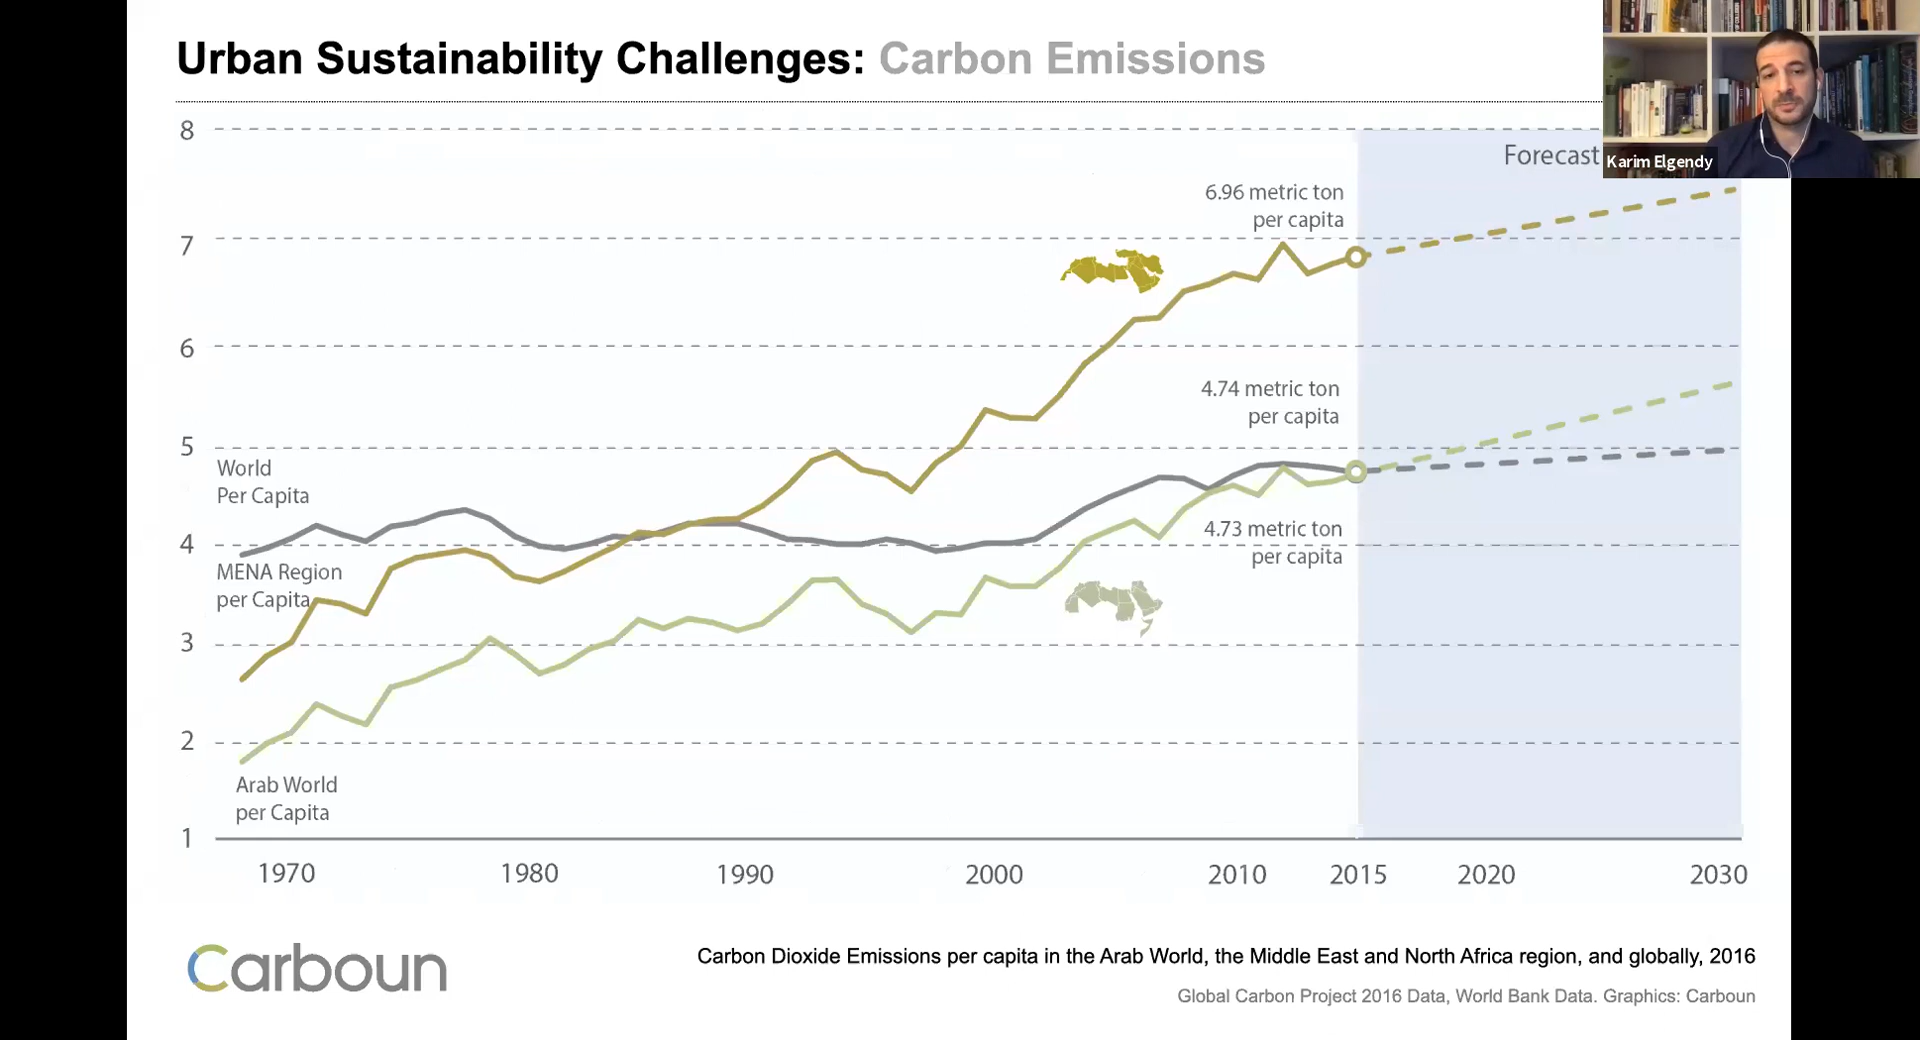 Urban Sustainability Challenges: Carbon Emissions
Karim Elgendy
8
Forecast
6.96 metric ton
per capita
7
6
4.74 metric ton
per capita
5
World
Per Capita
4.73 metric ton
per capita
4
MENA Region
per Capita
3
2
Arab World
per Capita
1
1970 1980 1990 2000 2010 2015 2020 2030
Carboun
Carbon Dioxide Emissions per capita in the Arab World, the Middle East and North Africa region, and globally, 2016
Global Carbon Project 2016 Data, World Bank Data. Graphics: Carboun